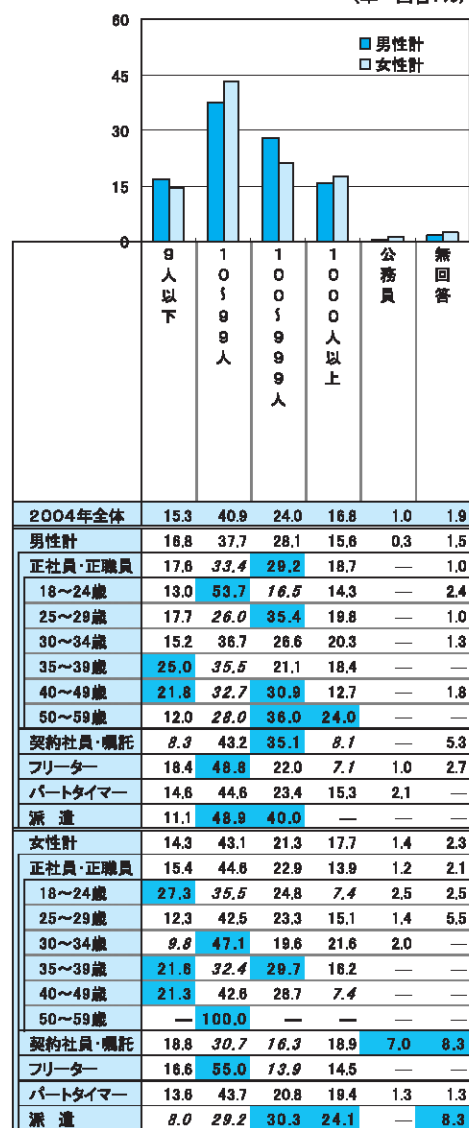 60
45
30
15
0
男性計
女性計
9人以下
10〜99人
100〜999人
1000人以上
公務員
無回答
2004年全体 15.3 40.9 24.0 16.8 1.0 1.9
男性計 16.8 37.7 28.1 15.6 0.3 1.5
正社員・正職員 17.6 33.4 29.2 18.7 — 1.0
18〜24歳 13.0 53.7 16.5 14.3 — 2.4
25〜29歳 17.7 26.0 35.4 19.8 — 1.0
30〜34歳 15.2 36.7 26.6 20.3 — 1.3
35〜39歳 25.0 35.5 21.1 18.4 — —
40〜49歳 21.8 32.7 30.9 12.7 — 1.8
50〜59歳 12.0 28.0 36.0 24.0 — —
契約社員・嘱託 8.3 43.2 35.1 8.1 — 5.3
フリーター 18.4 48.8 22.0 7.1 1.0 2.7
パートタイマー 14.6 44.6 23.4 15.3 2.1 —
派遣 11.1 48.9 40.0 — — —
女性計 14.3 43.1 21.3 17.7 1.4 2.3
正社員・正職員 15.4 44.6 22.9 13.9 1.2 2.1
18〜24歳 27.3 35.5 24.8 7.4 2.5 2.5
25〜29歳 12.3 42.5 23.3 15.1 1.4 5.5
30〜34歳 9.8 47.1 19.6 21.6 2.0 —
35〜39歳 21.6 32.4 29.7 16.2 — —
40〜49歳 21.3 42.6 28.7 7.4 — —
50〜59歳 — 100.0 — — — —
契約社員・嘱託 18.8 30.7 16.3 18.9 7.0 8.3
フリーター 16.6 55.0 13.9 14.5 — —
パートタイマー 13.6 43.7 20.8 19.4 1.3 1.3
派遣 8.0 29.2 30.3 24.1 — 8.3